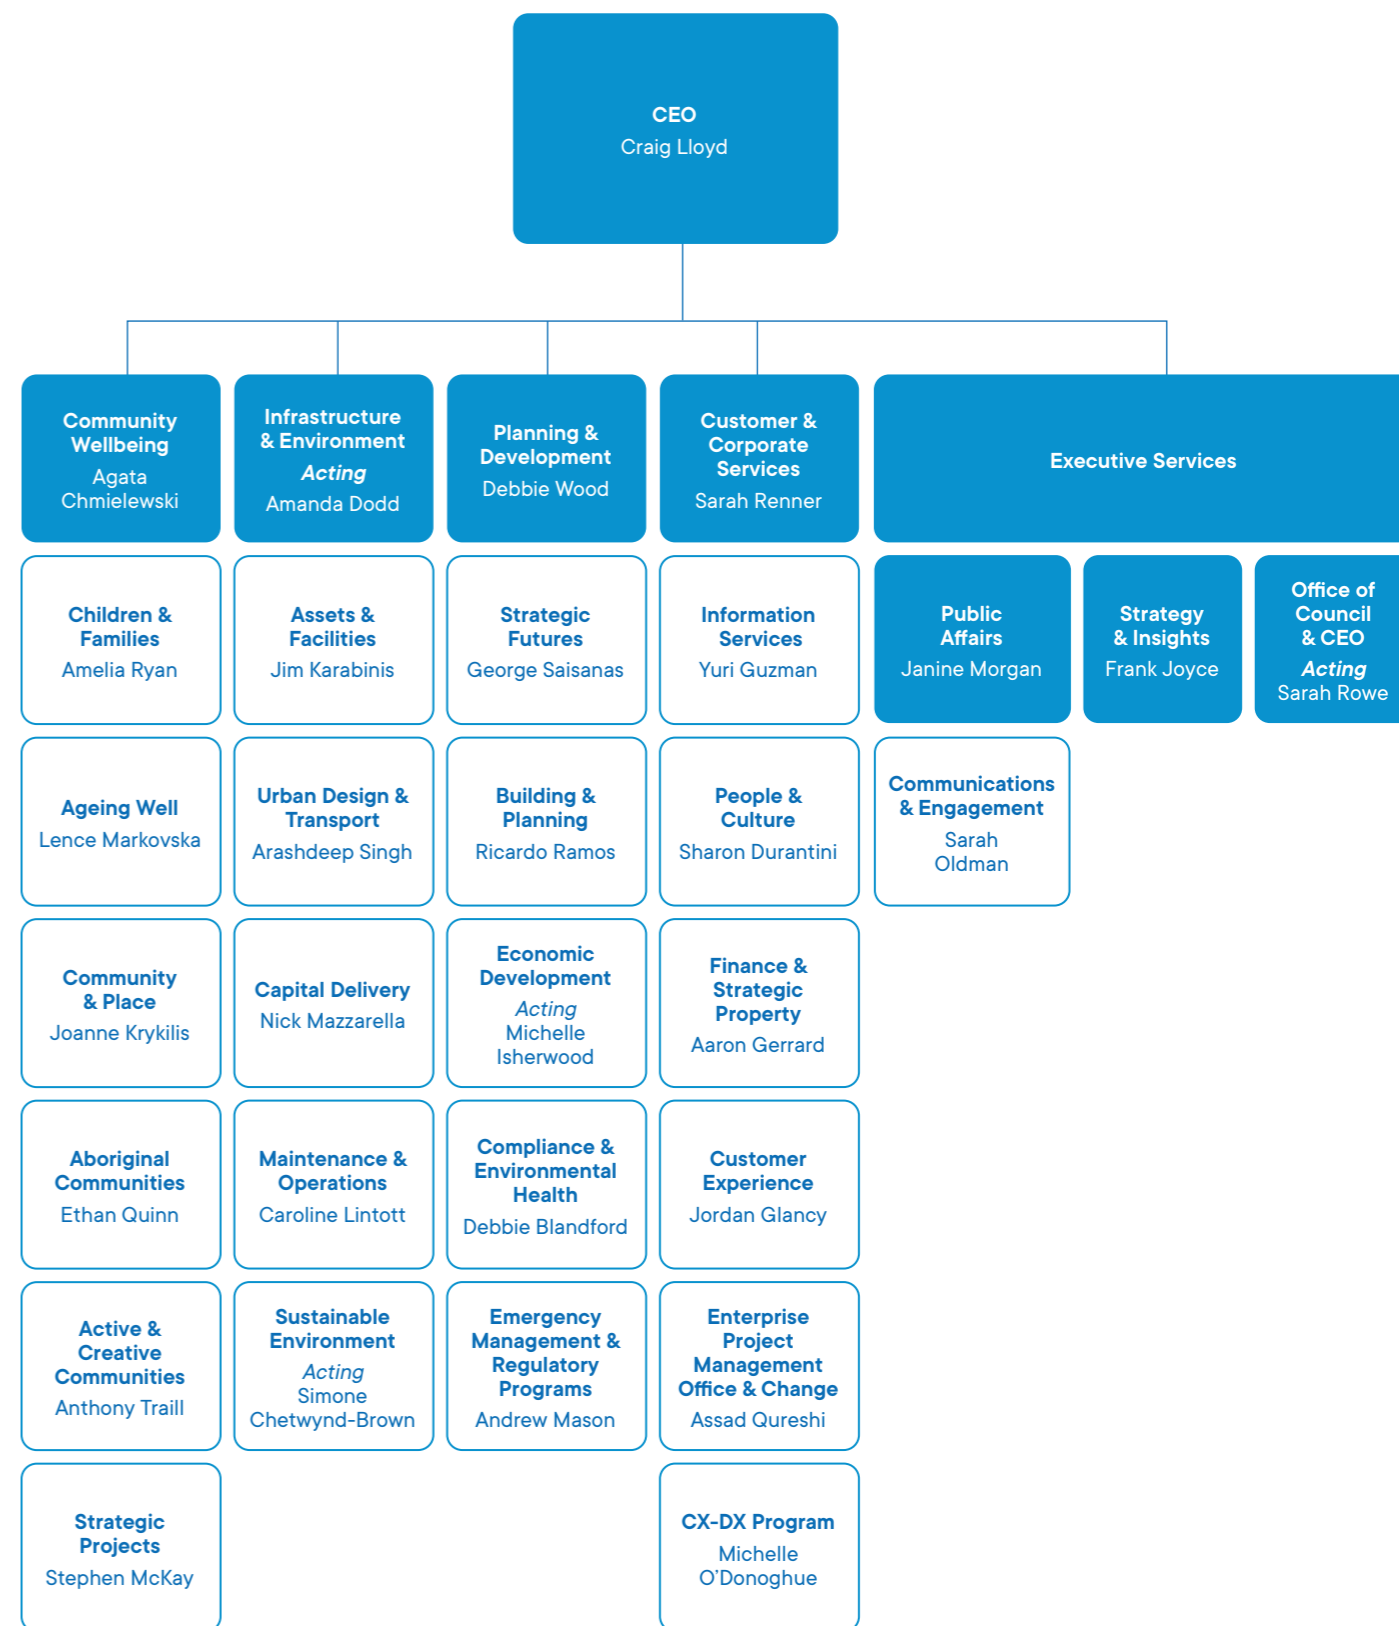 CEO
Craig Lloyd
Community
Wellbeing
Agata
Chmielewski
Infrastructure
& Environment
Acting
Amanda Dodd
Planning &
Development
Debbie Wood
Customer &
Corporate
Services
Sarah Renner
Executive Services
Children &
Families
Amelia Ryan
Assets &
Facilities
Jim Karabinis
Strategic
Futures
George Saisanas
Information
Services
Yuri Guzman
Public
Affairs
Janine Morgan
Strategy
& Insights
Frank Joyce
Office of
Council
& CEO
Acting
Sarah Rowe
Ageing Well
Lence Markovska
Urban Design &
Transport
Arashdeep Singh
Building &
Planning
Ricardo Ramos
People &
Culture
Sharon Durantini
Communications
& Engagement
Sarah
Oldman
Community
& Place
Joanne Krykilis
Capital Delivery
Nick Mazzarella
Economic
Development
Acting
Michelle
Isherwood
Finance &
Strategic
Property
Aaron Gerrard
Aboriginal
Communities
Ethan Quinn
Maintenance &
Operations
Caroline Lintott
Compliance &
Environmental
Health
Debbie Blandford
Customer
Experience
Jordan Glancy
Active &
Creative
Communities
Anthony Traill
Sustainable
Environment
Acting
Simone
Chetwynd-Brown
Emergency
Management &
Regulatory
Programs
Andrew Mason
Enterprise
Project
Management
Office & Change
Assad Qureshi
Strategic
Projects
Stephen McKay
CX-DX Program
Michelle
O’Donoghue